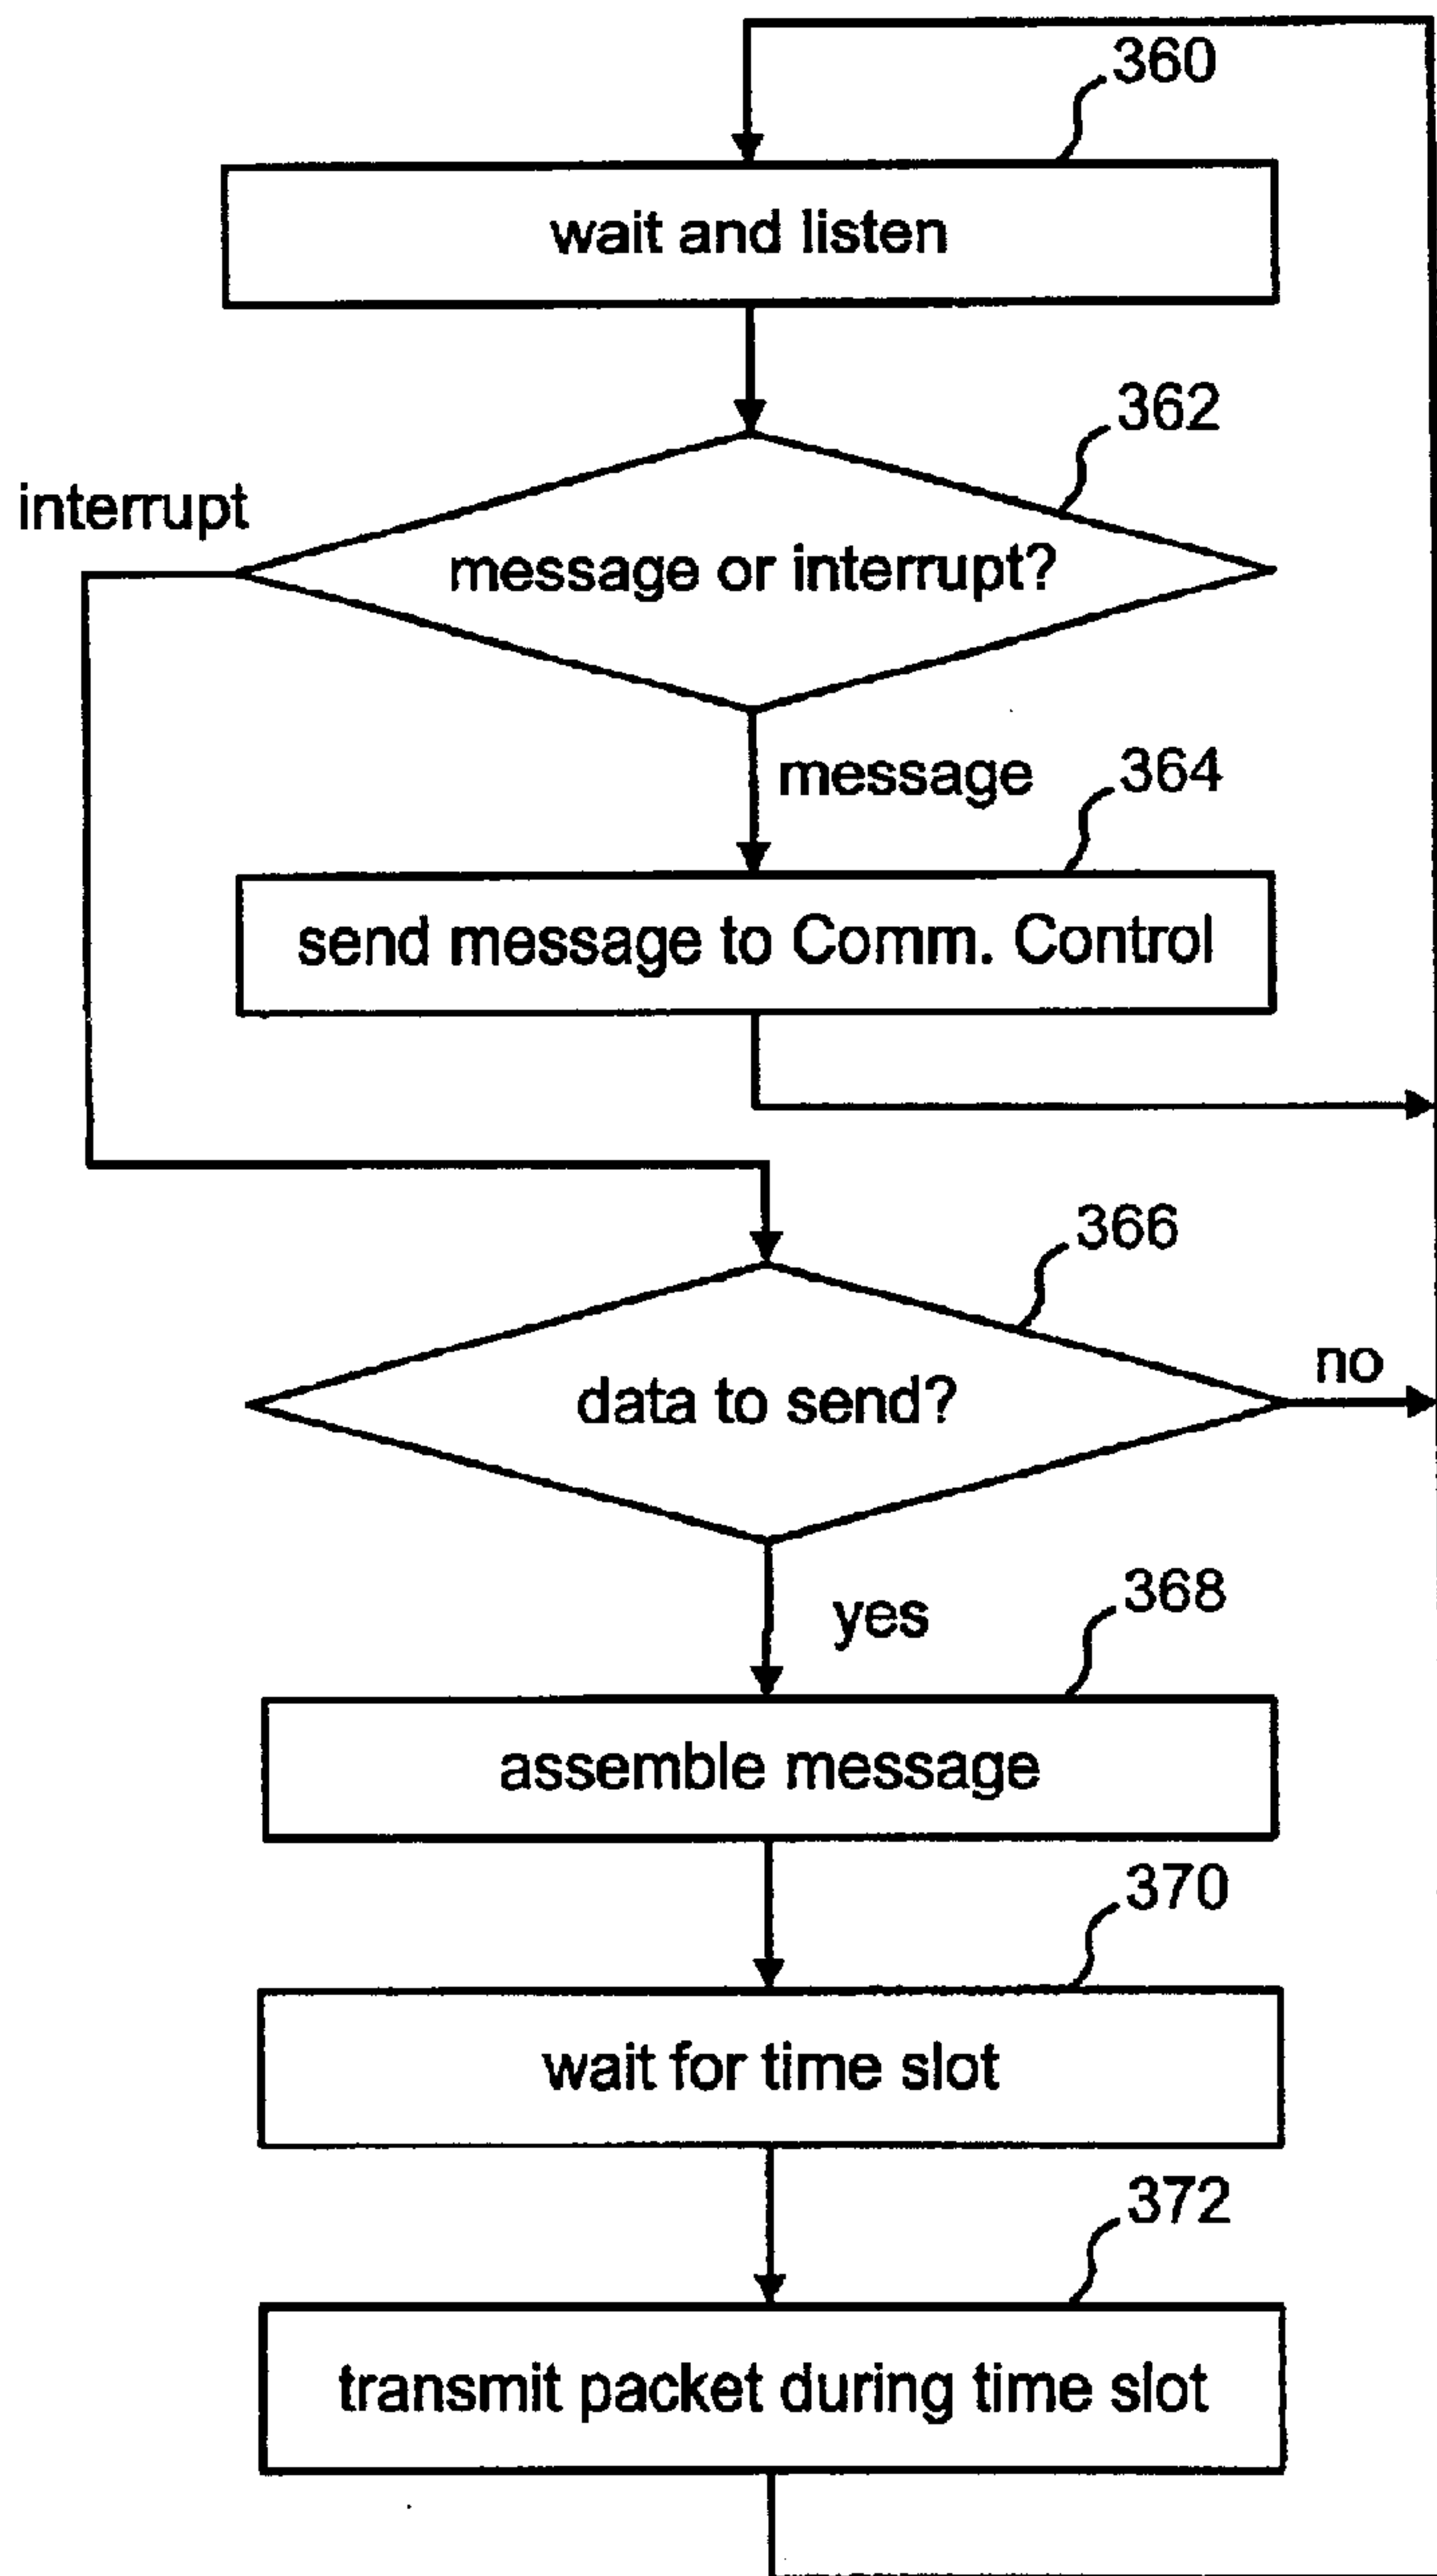 360
wait and listen
362
interrupt
message or interrupt?
message
364
send message to Comm. Control
366
no
data to send?
yes
368
assemble message
370
wait for time slot
372
transmit packet during time slot